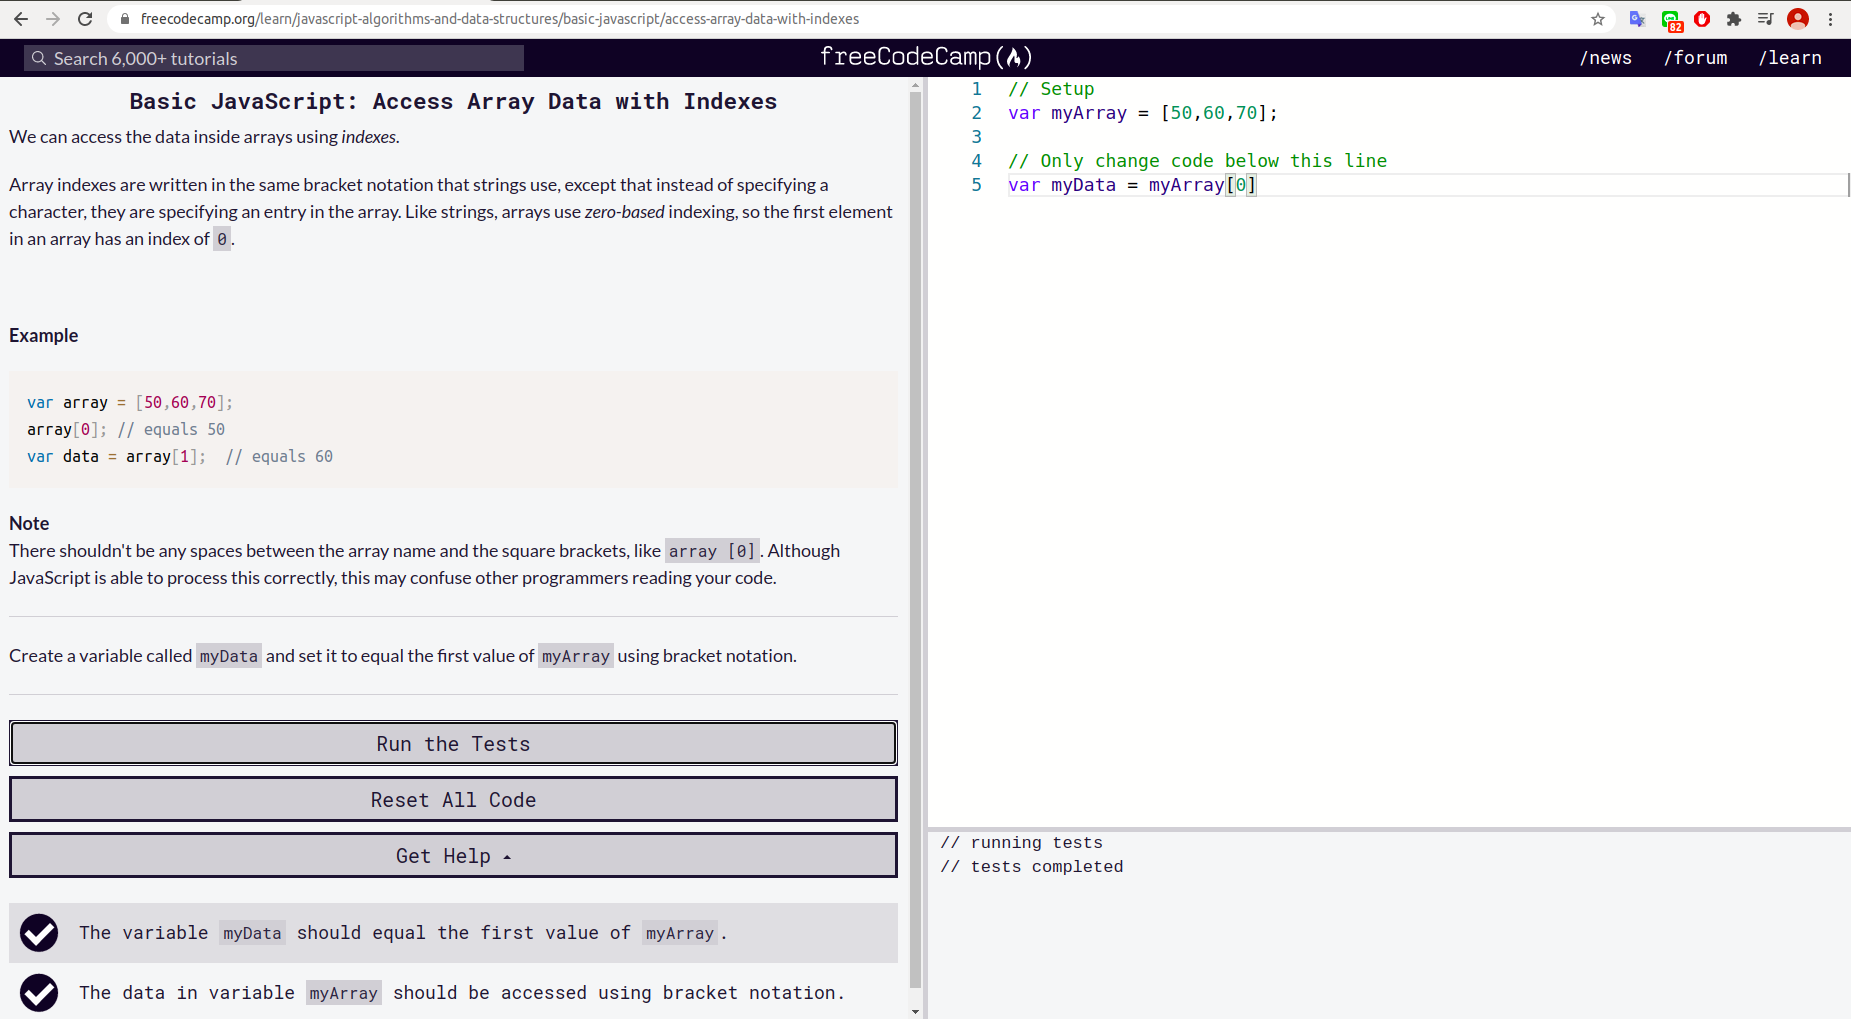 freecodecamp.org/learn/javascript-algorithms-and-data-structures/basic-javascript/access-array-data-with-indexes
82
Search 6,000+ tutorials
freeCodeCamp
/news
/forum
/learn
Basic JavaScript: Access Array Data with Indexes
We can access the data inside arrays using indexes.
Array indexes are written in the same bracket notation that strings use, except that instead of specifying a
character, they are specifying an entry in the array. Like strings, arrays use zero-based indexing, so the first element
in an array has an index of 0.
Example
var array = [50,60,70];
array[0]; // equals 50
var data = array[1];  // equals 60
Note
There shouldn't be any spaces between the array name and the square brackets, like array [0]. Although
JavaScript is able to process this correctly, this may confuse other programmers reading your code.
Create a variable called myData and set it to equal the first value of myArray using bracket notation.
Run the Tests
Reset All Code
Get Help
The variable myData should equal the first value of myArray.
The data in variable myArray should be accessed using bracket notation.
1 // Setup
2 var myArray = [50,60,70];
3
4 // Only change code below this line
5 var myData = myArray[0]
// running tests
// tests completed